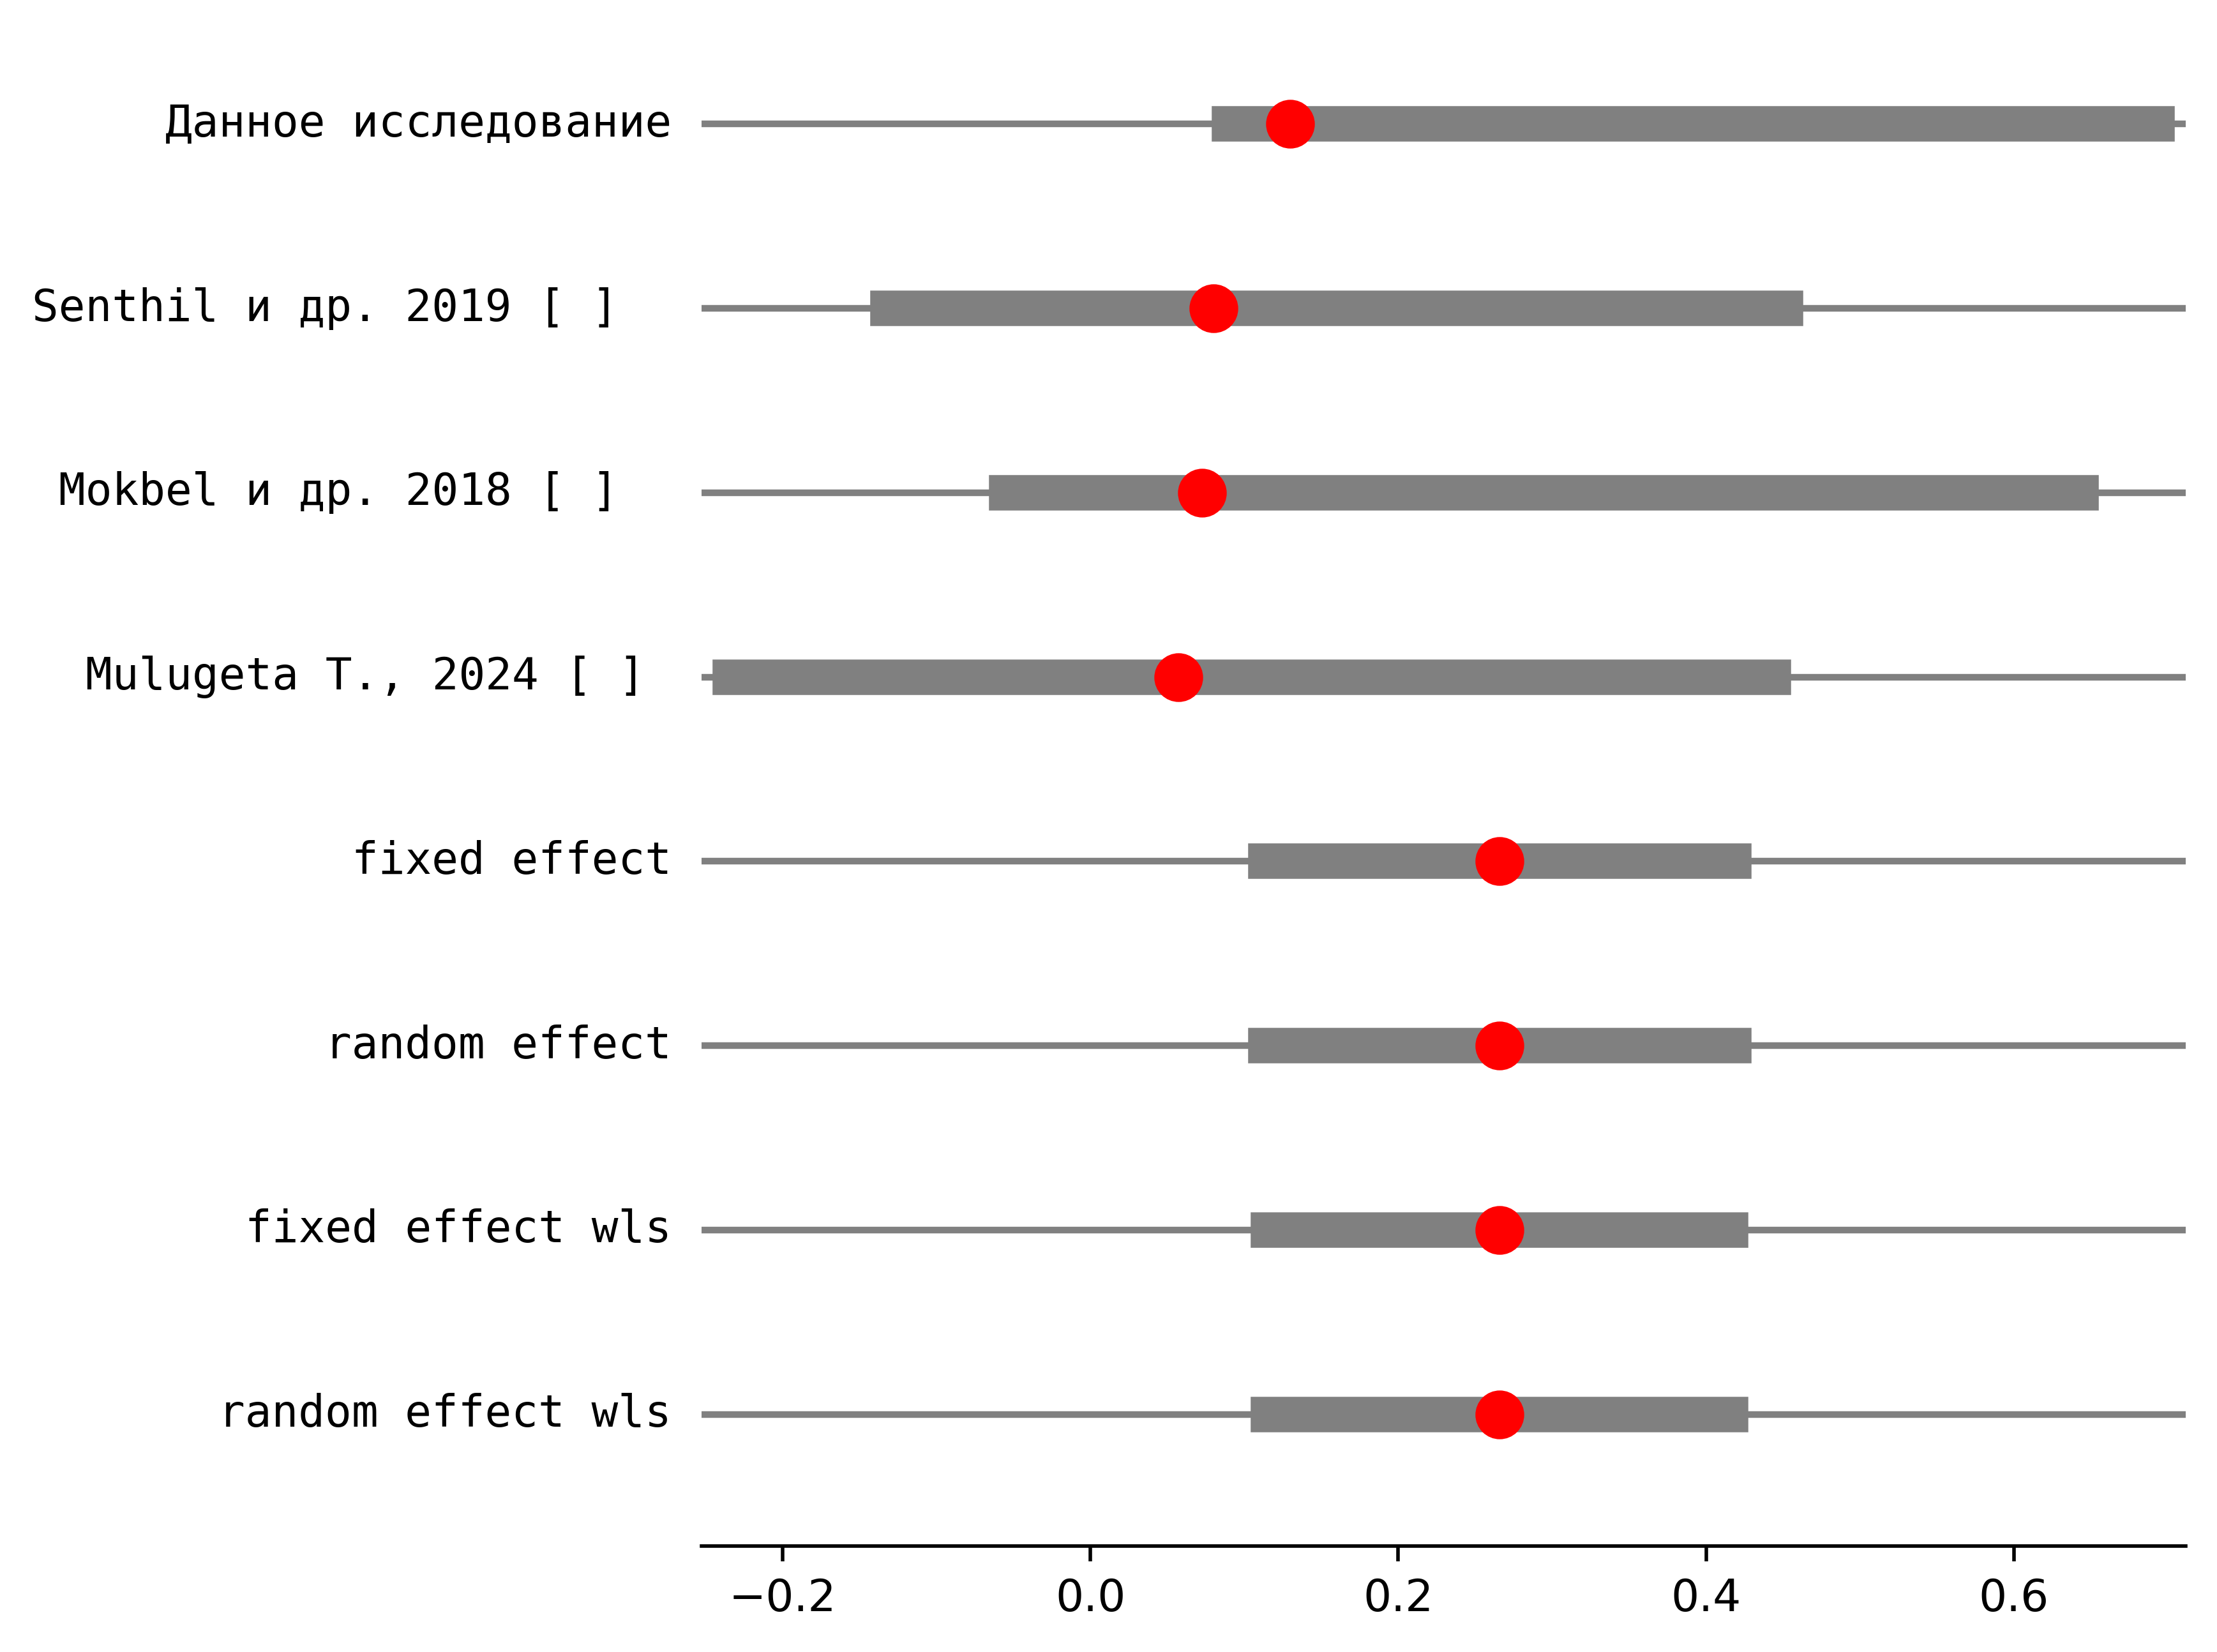 Данное исследование
Senthil и др. 2019 [ ]
Mokbel и др. 2018 [ ]
Mulugeta T., 2024 [ ]
fixed effect
random effect
fixed effect wls
random effect wls
−0.2 0.0 0.2 0.4 0.6